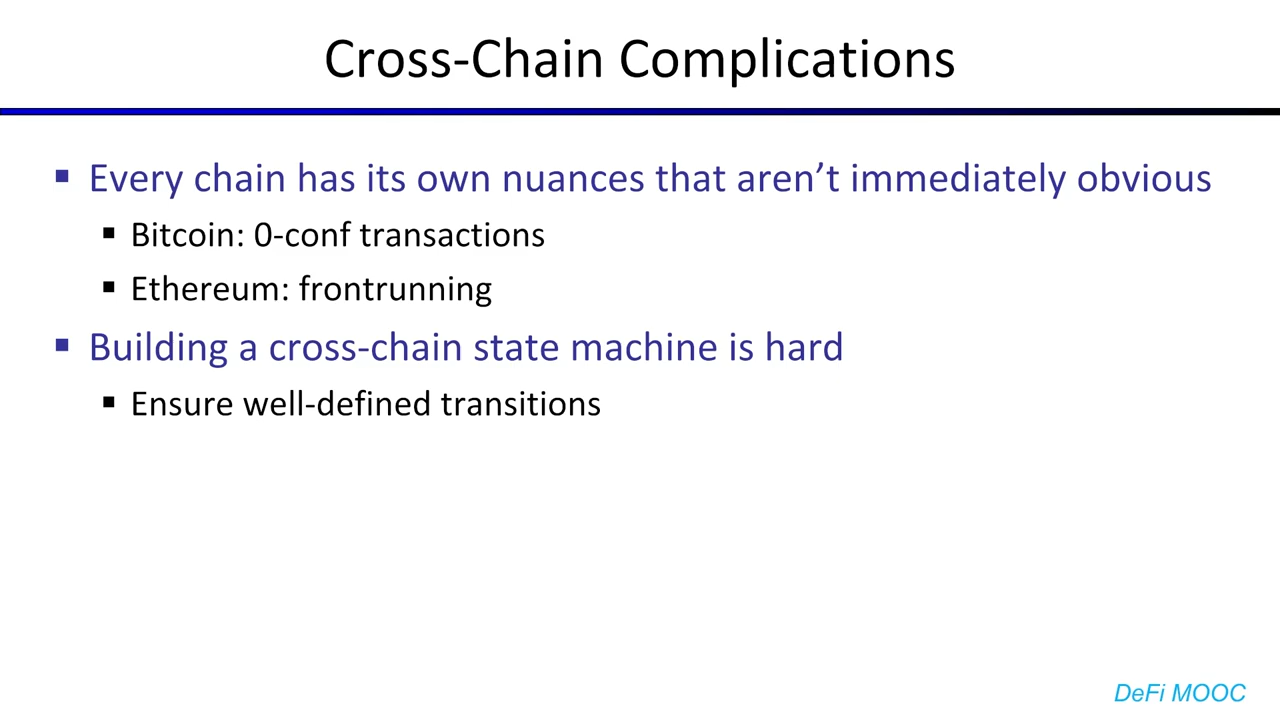 Cross-Chain Complications
▪ Every chain has its own nuances that aren’t immediately obvious
▪ Bitcoin: 0-conf transactions
▪ Ethereum: frontrunning
▪ Building a cross-chain state machine is hard
▪ Ensure well-defined transitions
DeFi MOOC